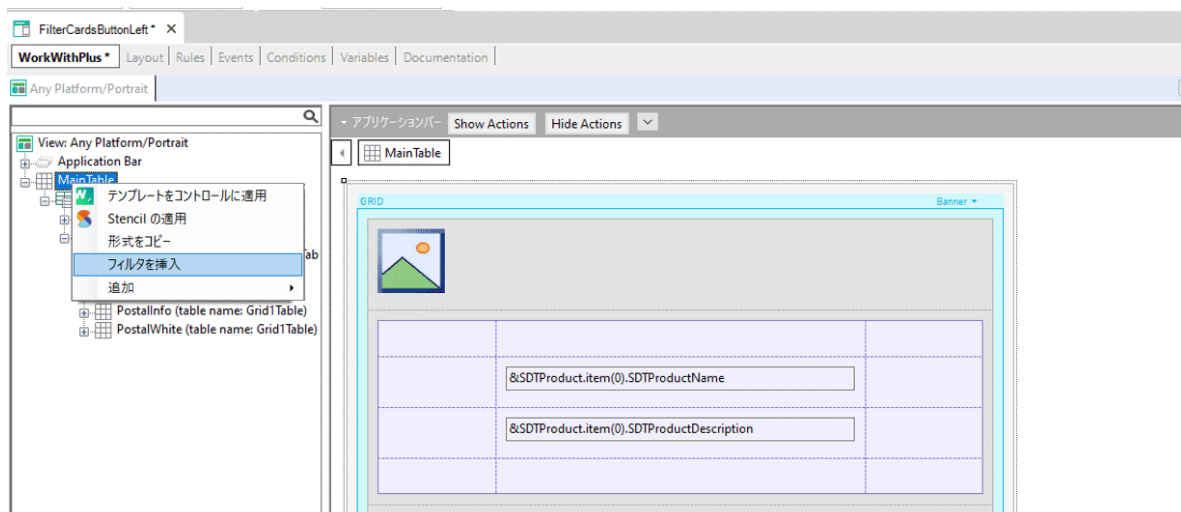 FilterCardsButtonLeft * X
WorkWithPlus * Layout Rules Events Conditions Variables Documentation
Any Platform/Portrait
アプリケーションバー Show Actions Hide Actions
View: Any Platform/Portrait
Application Bar
MainTable
MainTable
テンプレートをコントロールに適用
Stencil の適用
形式をコピー
フィルタを挿入
追加
Tab
PostalInfo (table name: Grid1Table)
PostalWhite (table name: Grid1Table)
GRID
Banner
&SDTProduct.item(0).SDTProductName
&SDTProduct.item(0).SDTProductDescription